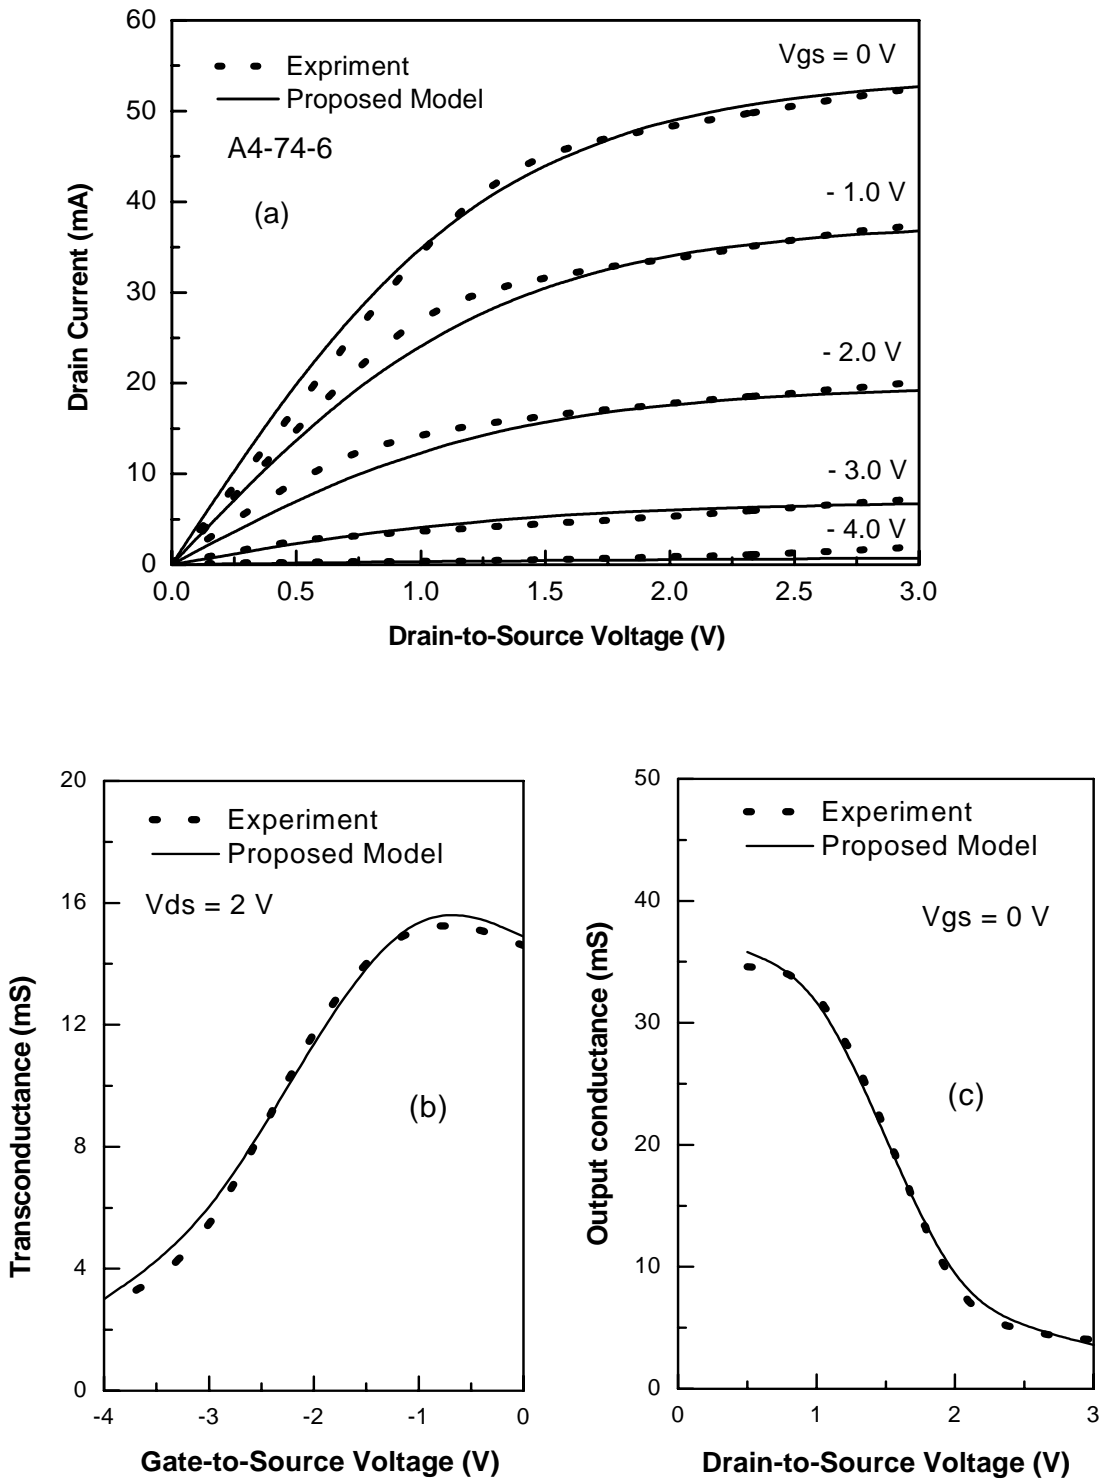 60
50
40
30
20
10
0
Drain Current (mA)
Expriment
Proposed Model
A4-74-6
(a)
Vgs = 0 V
- 1.0 V
- 2.0 V
- 3.0 V
- 4.0 V
0.0 0.5 1.0 1.5 2.0 2.5 3.0
Drain-to-Source Voltage (V)
20
16
12
8
4
0
Transconductance (mS)
Experiment
Proposed Model
Vds = 2 V
(b)
-4 -3 -2 -1 0
Gate-to-Source Voltage (V)
50
40
30
20
10
0
Output conductance (mS)
Experiment
Proposed Model
Vgs = 0 V
(c)
0 1 2 3
Drain-to-Source Voltage (V)